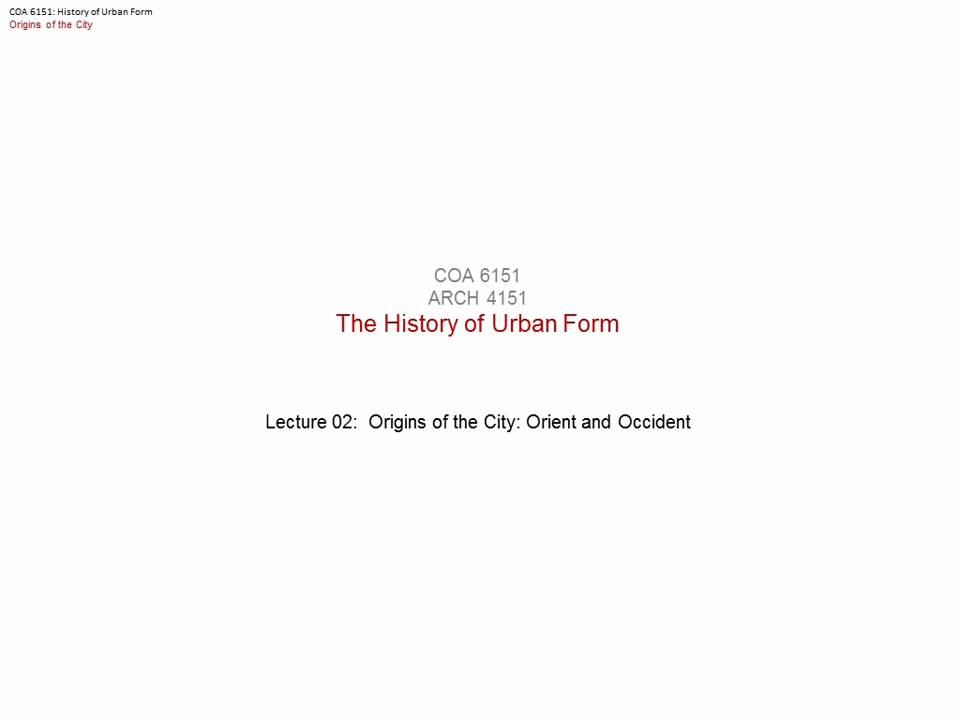 COA 6151: History of Urban Form
Origins of the City
COA 6151
ARCH 4151
The History of Urban Form
Lecture 02: Origins of the City: Orient and Occident